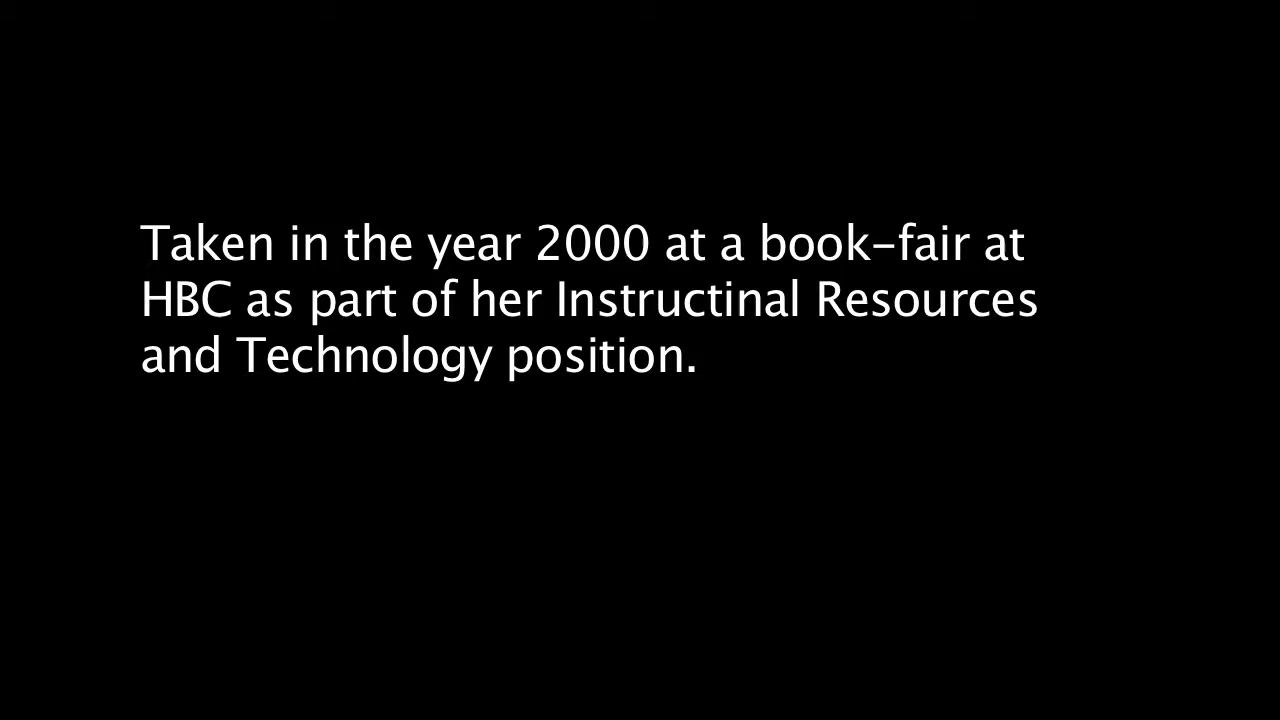 Taken in the year 2000 at a book-fair at
HBC as part of her Instructinal Resources
and Technology position.